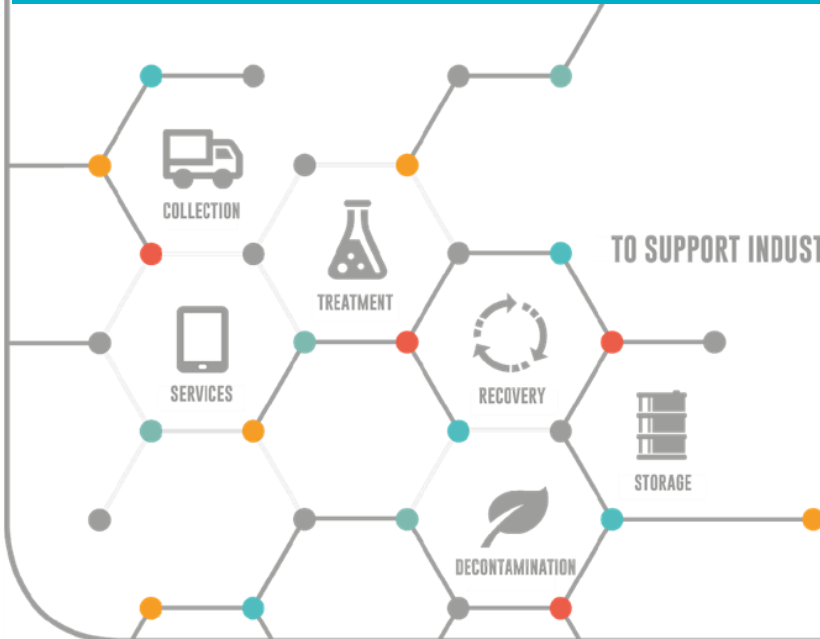 COLLECTION
TO SUPPORT INDUST
TREATMENT
SERVICES
RECOVERY
STORAGE
DECONTAMINATION